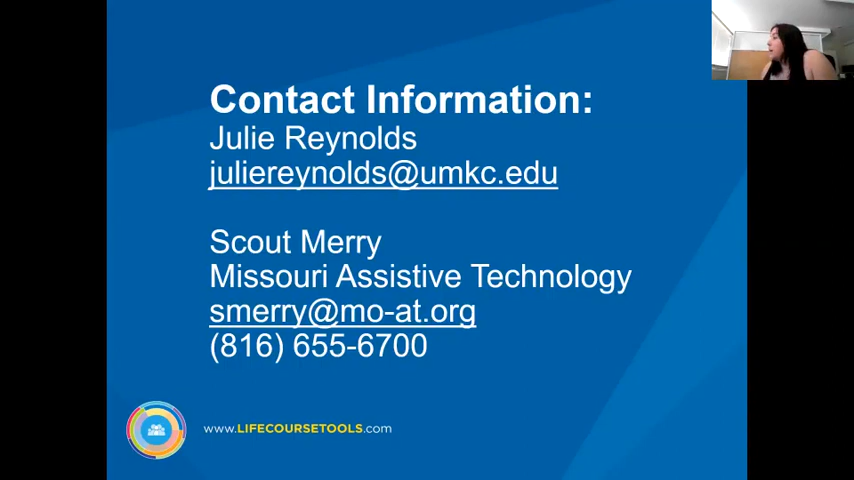 Contact Information:
Julie Reynolds
juliereynolds@umkc.edu
Scout Merry
Missouri Assistive Technology
smerry@mo-at.org
(816) 655-6700
www.LIFECOURSETOOLS.com